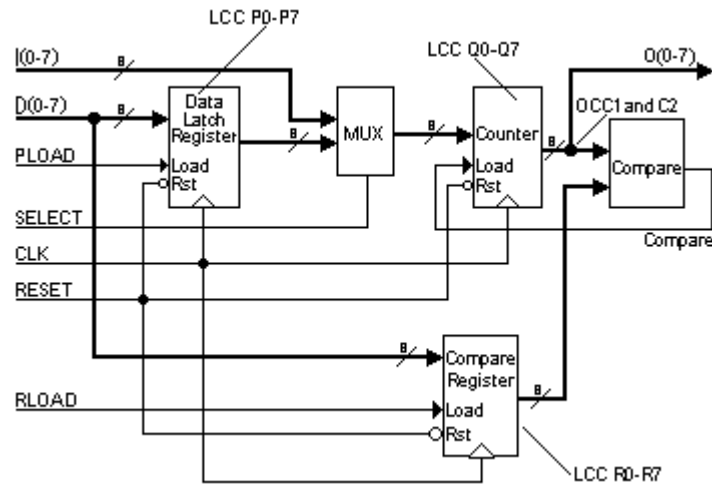 LCC P0-P7
I(0-7)
8
LCC Q0-Q7
O(0-7)
D(0-7)
8
Data
Latch
Register
8
MUX
8
Counter
8
OCC1 and C2
Compare
PLOAD
Load
Rst
Load
Rst
SELECT
Compare
CLK
RESET
8
Compare
Register
8
RLOAD
Load
Rst
LCC R0-R7